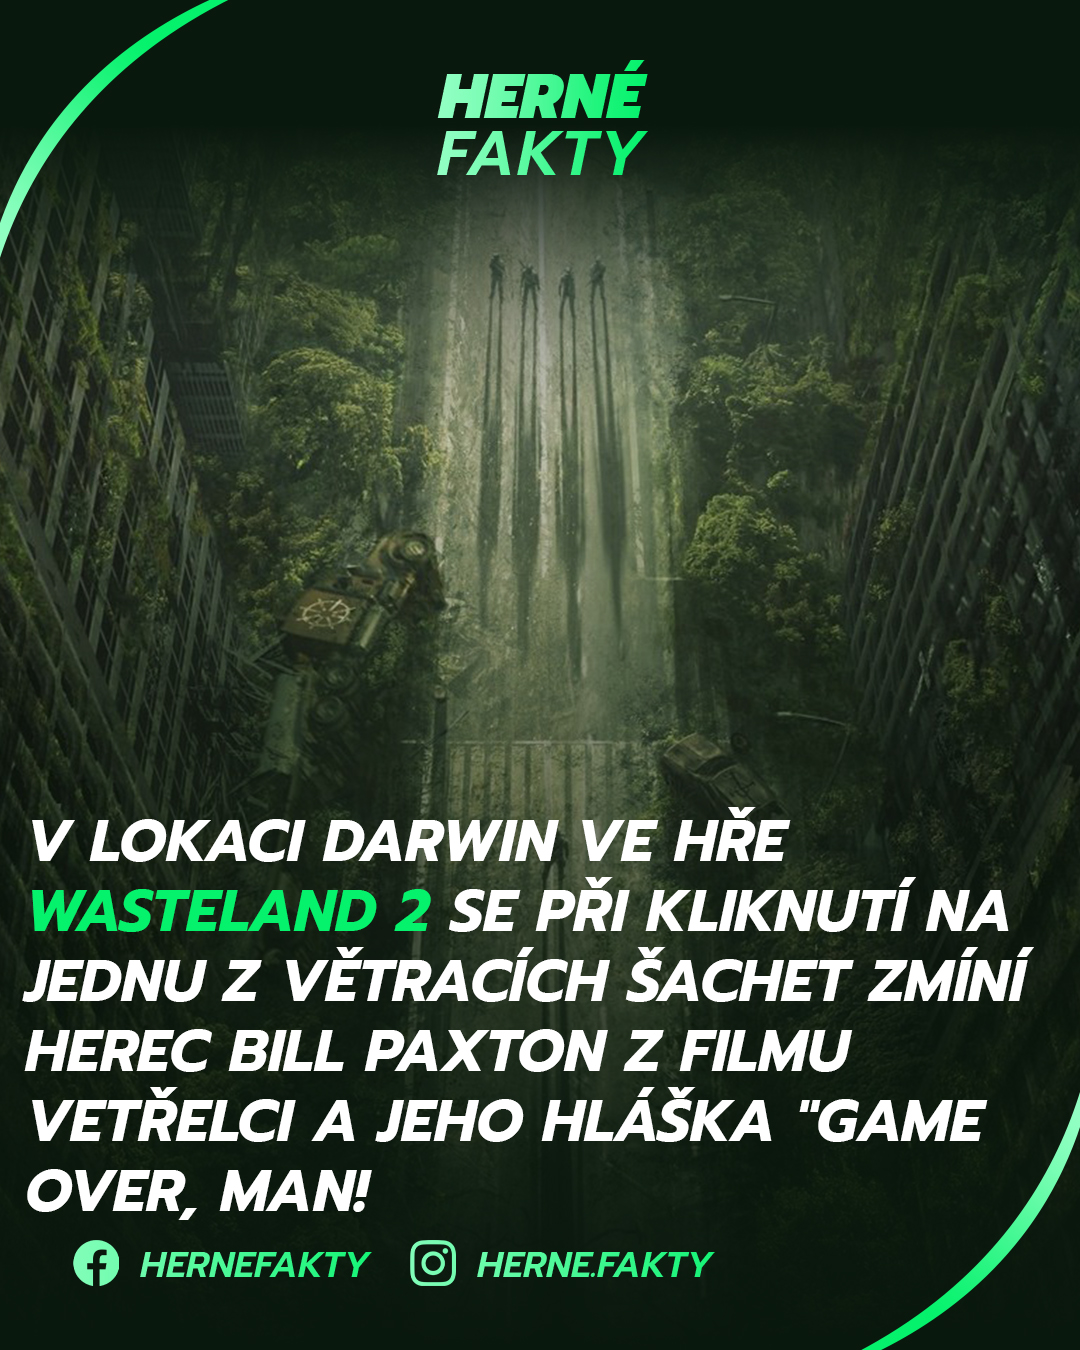 HERNÉ
FAKTY
V LOKACI DARWIN VE HŘE
WASTELAND 2 SE PŘI KLIKNUTÍ NA
JEDNU Z VĚTRACÍCH ŠACHET ZMÍNÍ
HEREC BILL PAXTON Z FILMU
VETŘELCI A JEHO HLÁŠKA "GAME
OVER, MAN!
HERNEFAKTY HERNE.FAKTY